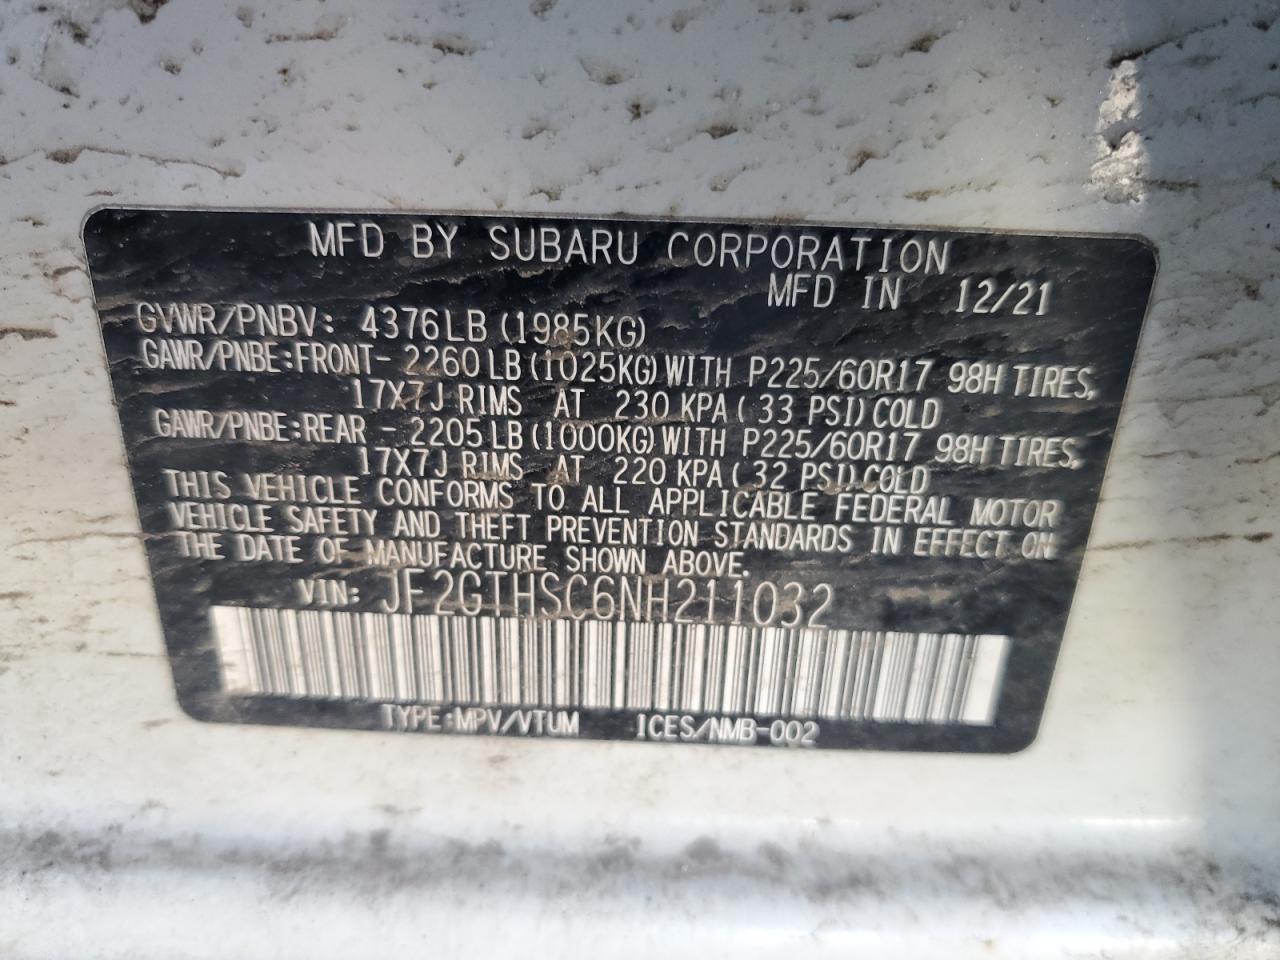 MFD BY SUBARU CORPORATION
MFD IN 12/21
GVWR/PNBV: 4376LB (1985KG)
GAWR/PNBE:FRONT- 2260 LB (1025KG) WITH P225/60R17 98H TIRES,
17X7J RIMS AT 230 KPA ( 33 PSI) COLD
GAWR/PNBE:REAR - 2205 LB (1000KG) WITH P225/60R17 98H TIRES,
17X7J RIMS AT 220 KPA ( 32 PSI) COLD
THIS VEHICLE CONFORMS TO ALL APPLICABLE FEDERAL MOTOR
VEHICLE SAFETY AND THEFT PREVENTION STANDARDS IN EFFECT ON
THE DATE OF MANUFACTURE SHOWN ABOVE.
VIN: JF2GTHSC6NH211032
TYPE:MPV/VTUM ICES/NMB-002